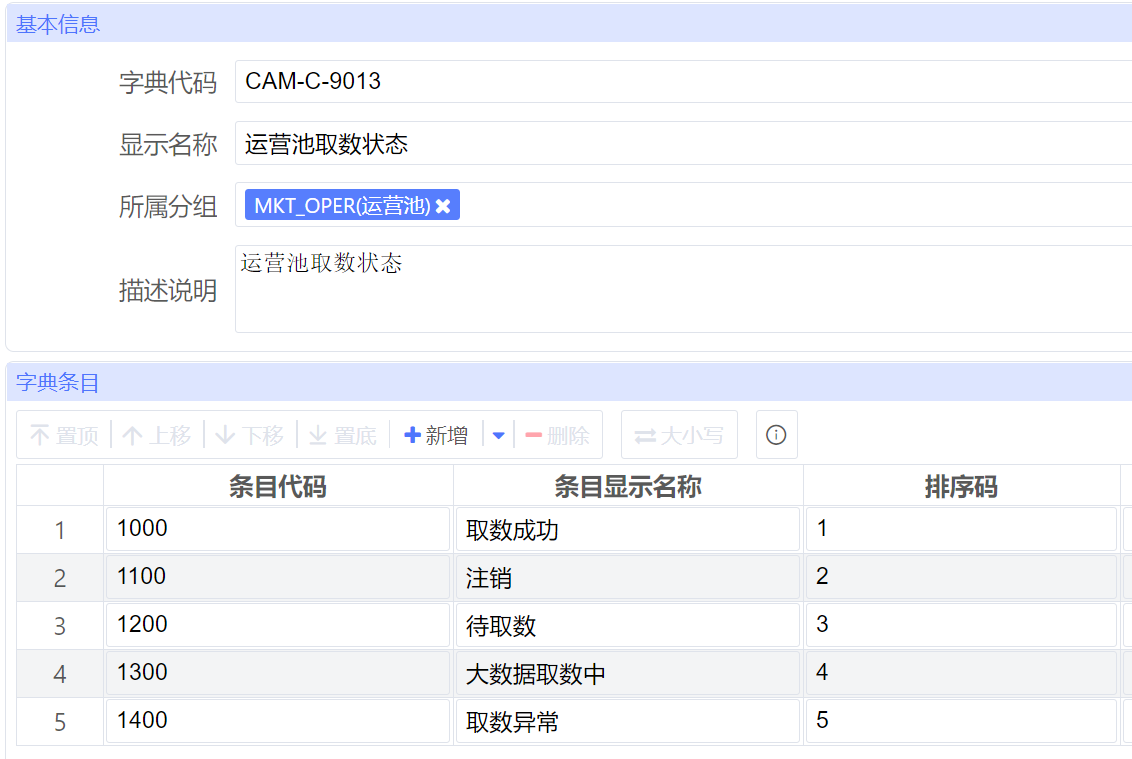 基本信息
字典代码 CAM-C-9013
显示名称 运营池取数状态
所属分组 MKT_OPER(运营池)
描述说明 运营池取数状态
字典条目
置顶 上移 下移 置底 新增 删除 大小写
条目代码 条目显示名称 排序码
1 1000 取数成功 1
2 1100 注销 2
3 1200 待取数 3
4 1300 大数据取数中 4
5 1400 取数异常 5